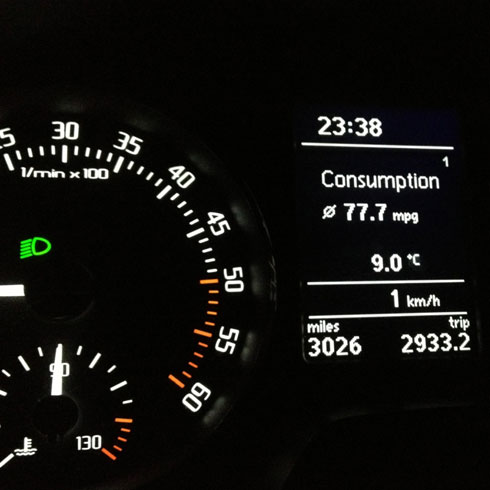 25
30
35
40
45
50
55
60
1/min x 100
90
130
23:38
1
Consumption
Ø 77.7 mpg
9.0 °C
1 km/h
miles trip
3026 2933.2